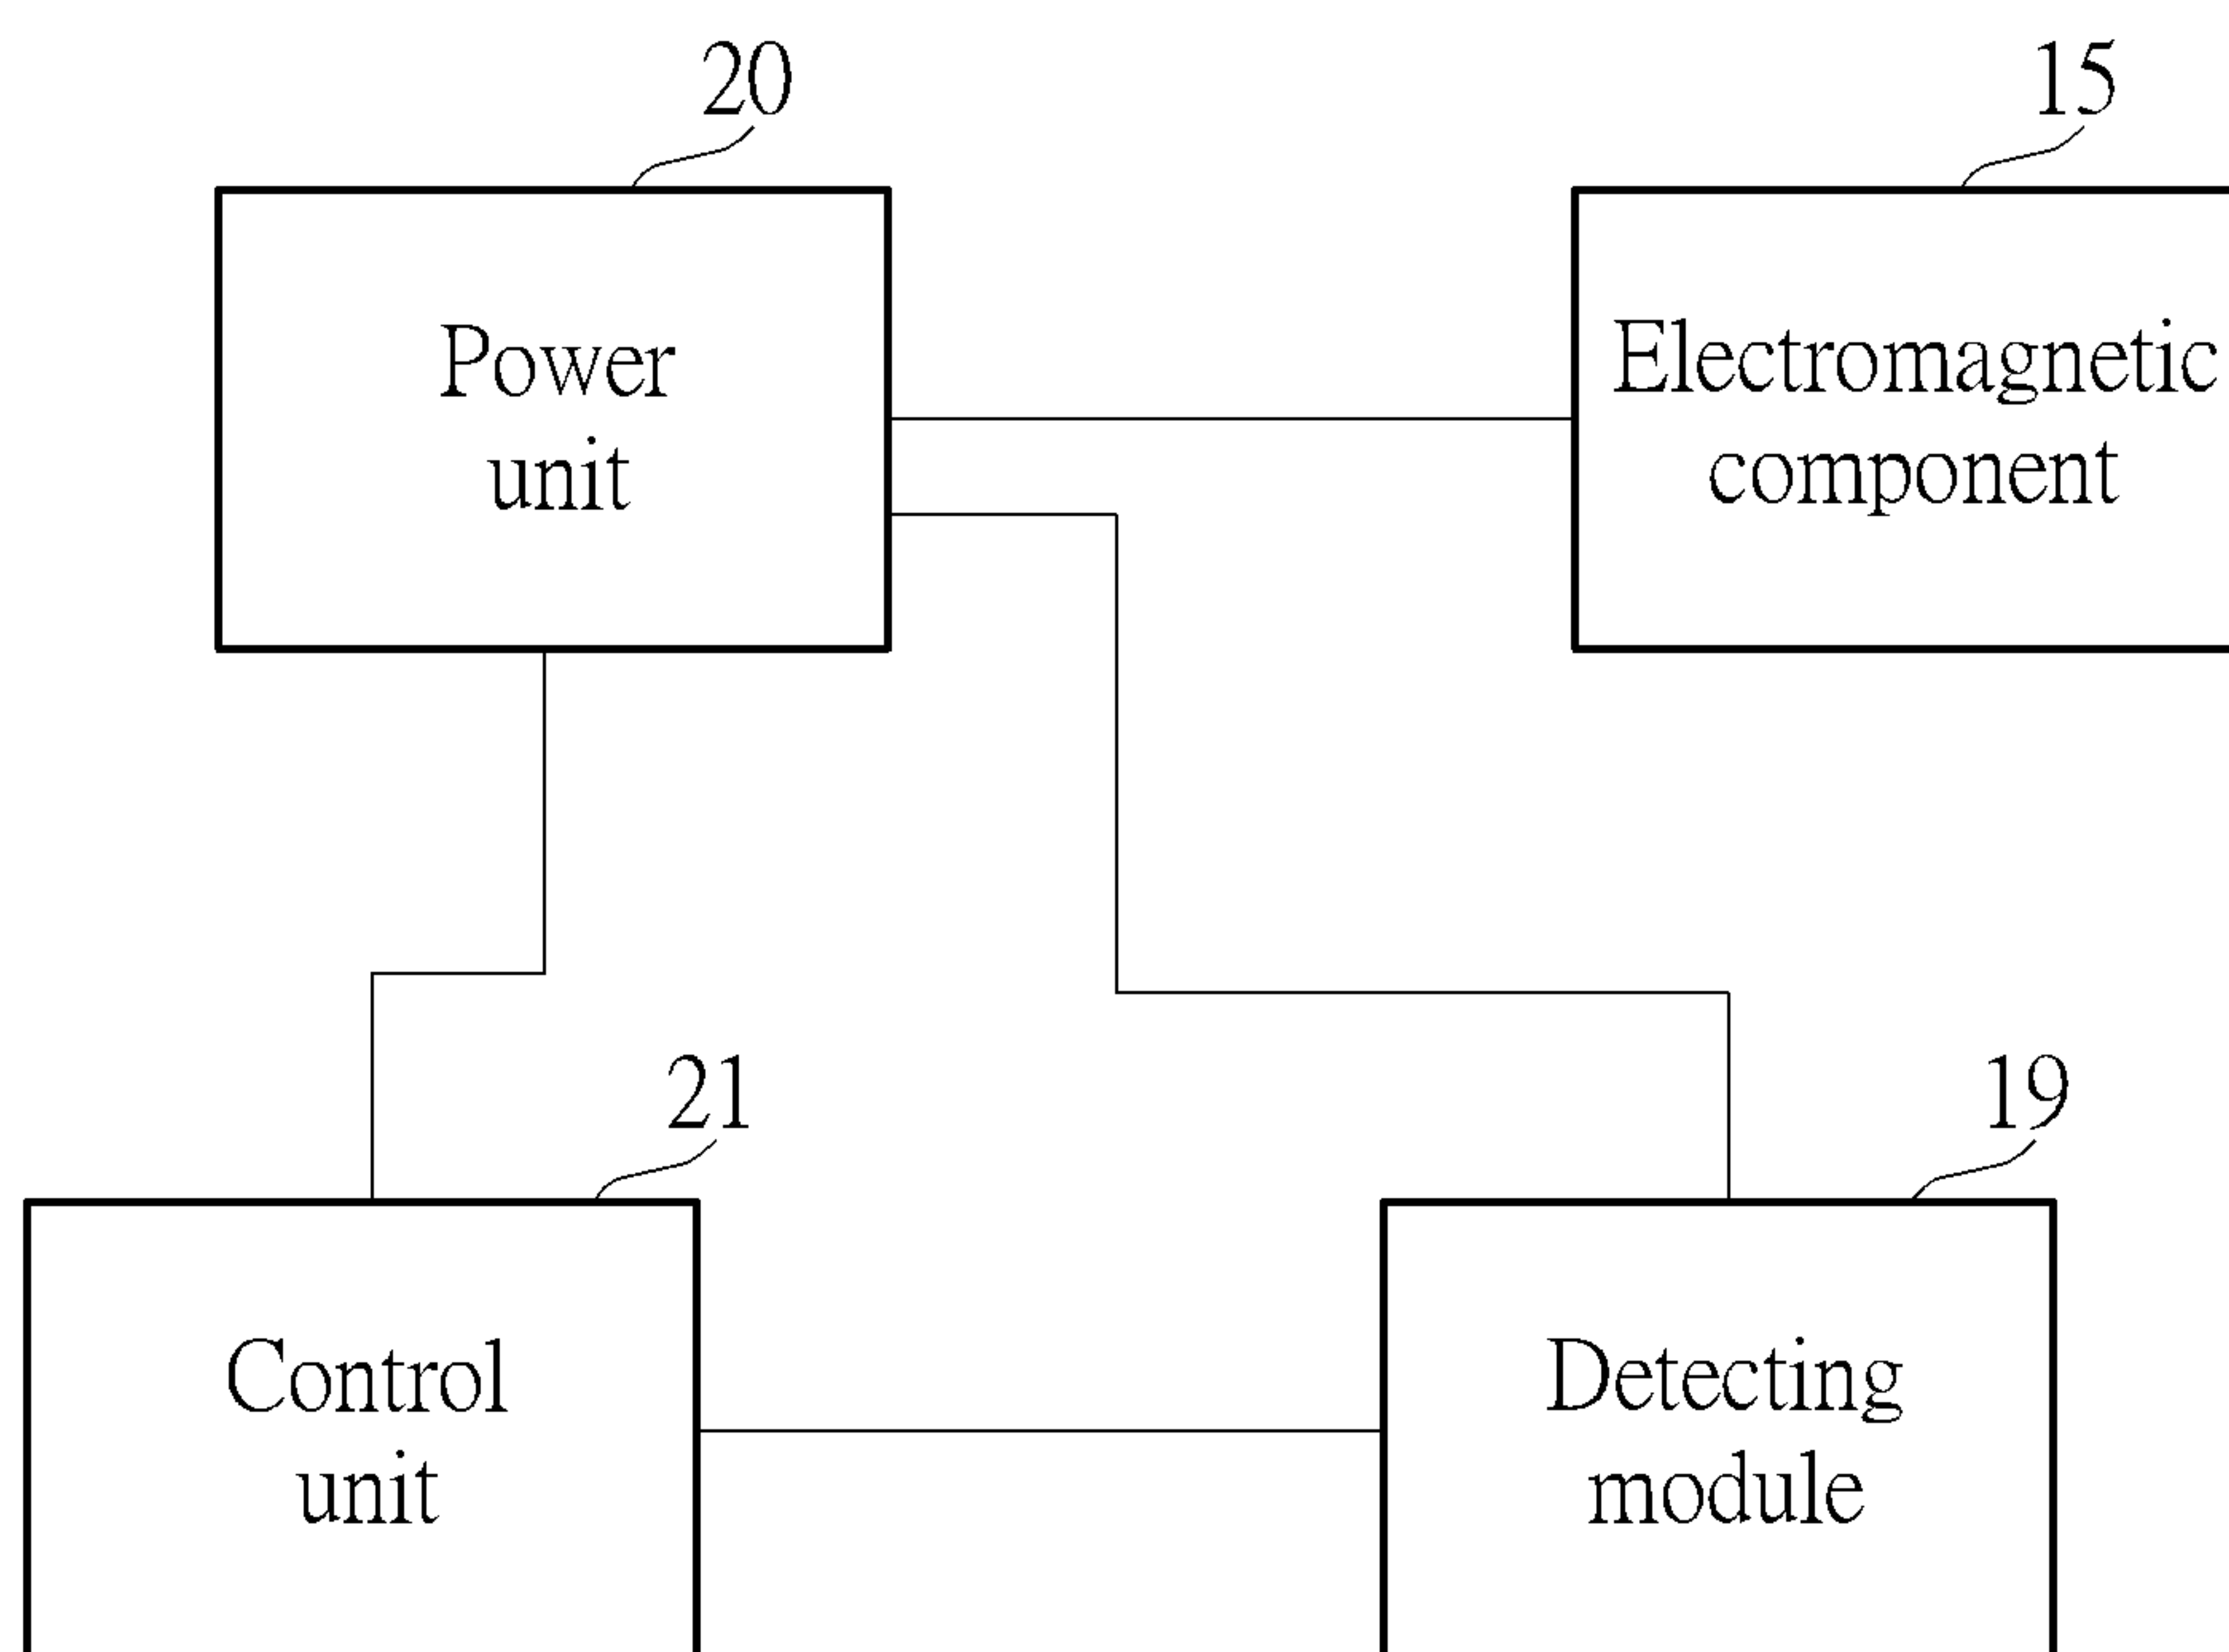 20
15
Power
unit
Electromagnetic
component
21
19
Control
unit
Detecting
module